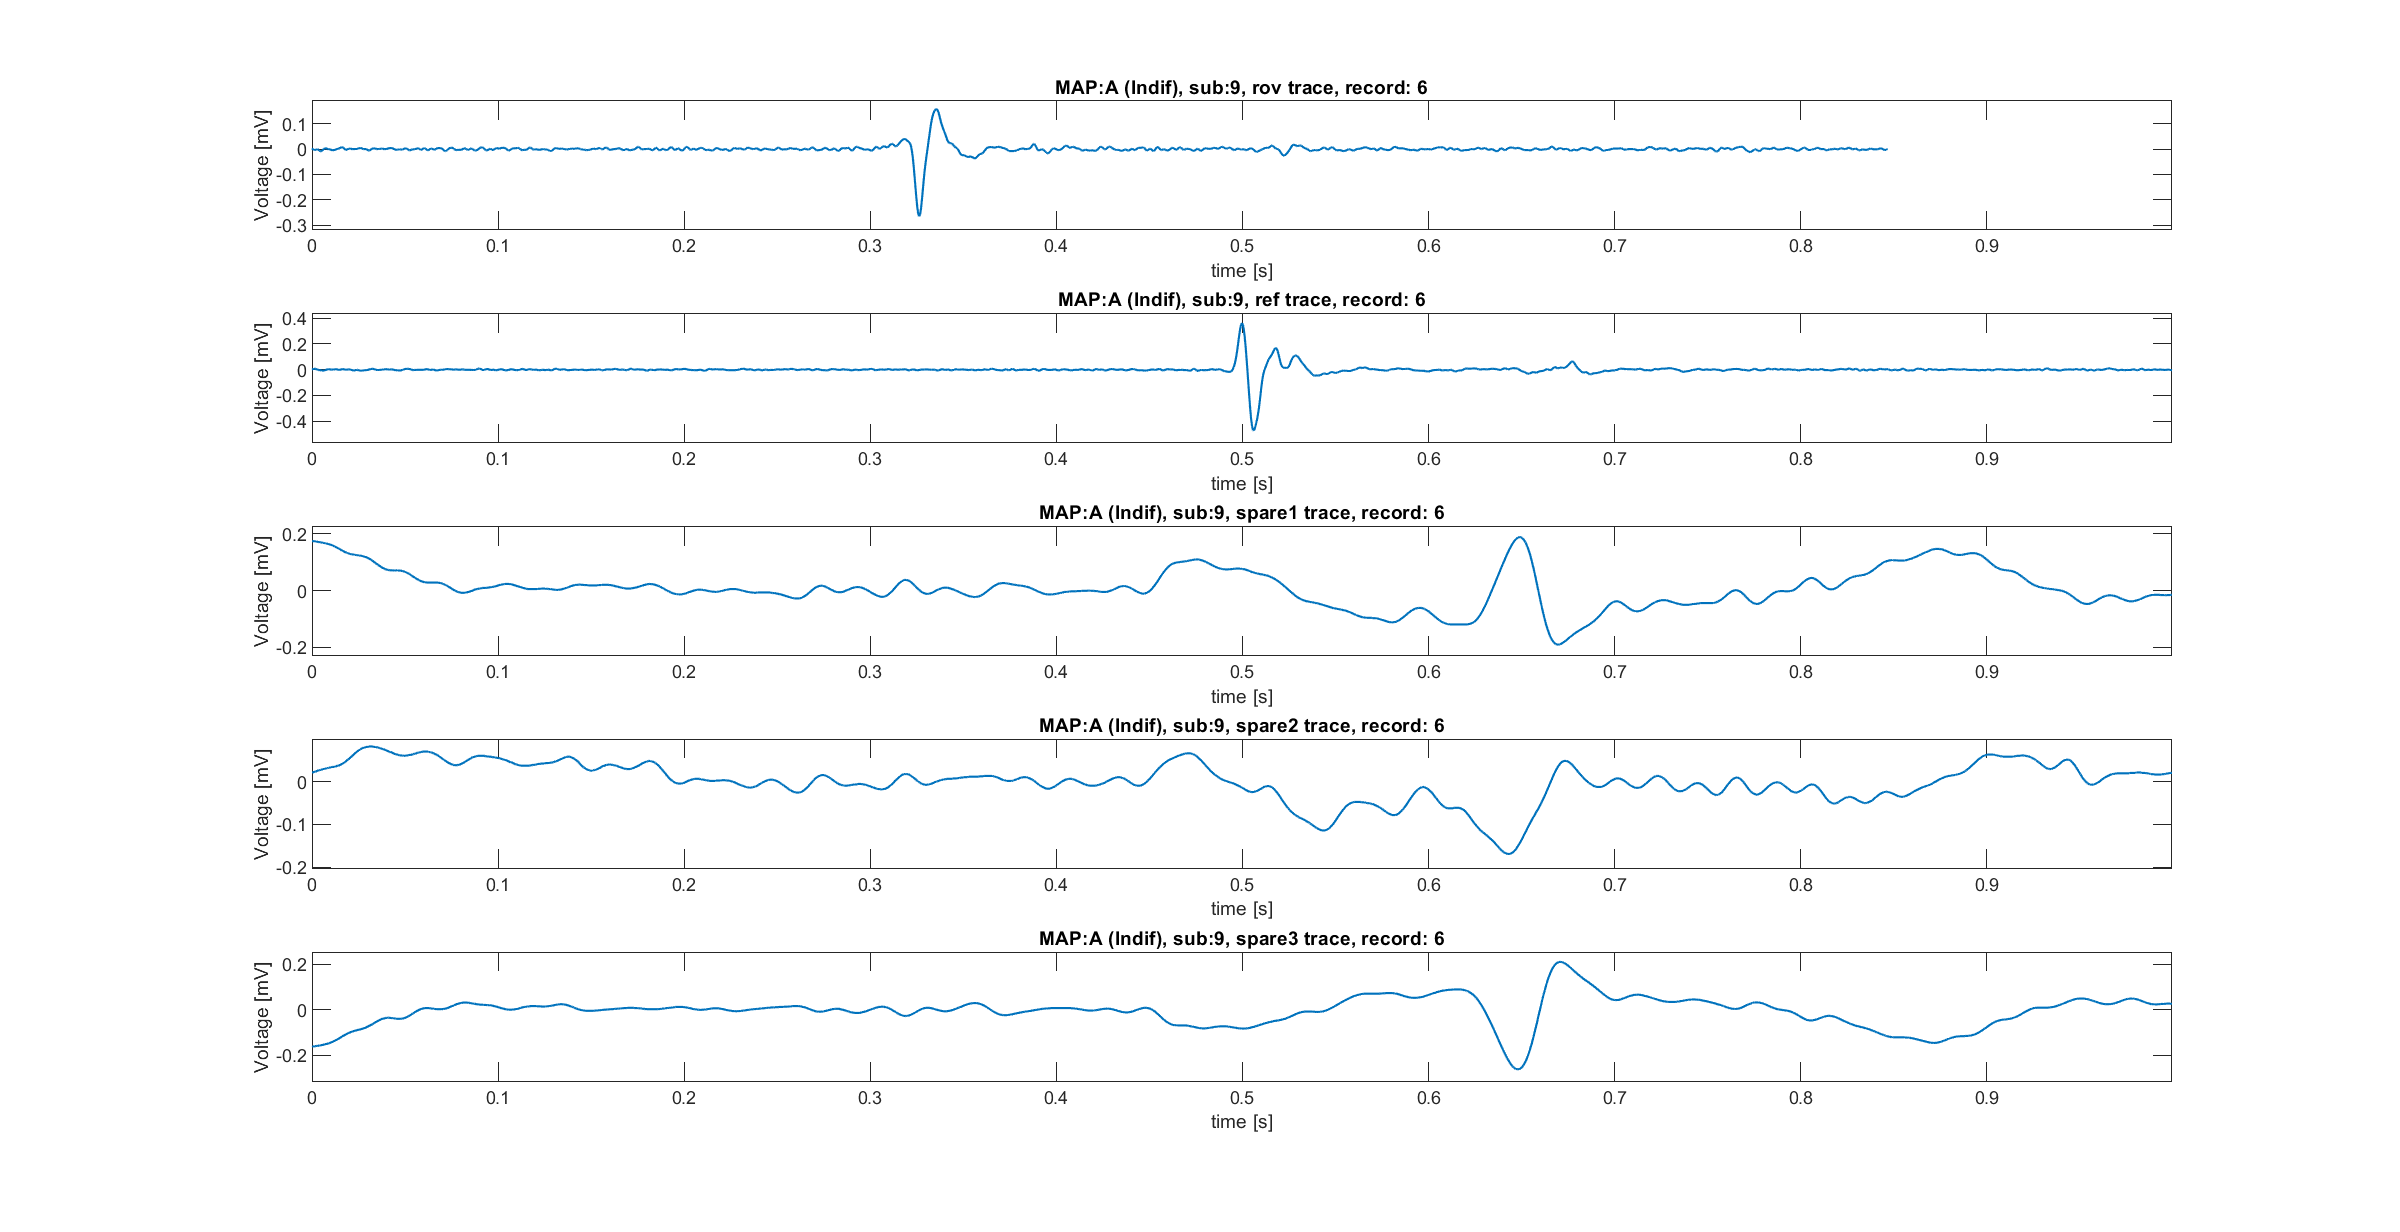 MAP:A (Indif), sub:9, rov trace, record: 6
Voltage [mV]
0.1
0
-0.1
-0.2
-0.3
0 0.1 0.2 0.3 0.4 0.5 0.6 0.7 0.8 0.9
time [s]
MAP:A (Indif), sub:9, ref trace, record: 6
Voltage [mV]
0.4
0.2
0
-0.2
-0.4
0 0.1 0.2 0.3 0.4 0.5 0.6 0.7 0.8 0.9
time [s]
MAP:A (Indif), sub:9, spare1 trace, record: 6
Voltage [mV]
0.2
0
-0.2
0 0.1 0.2 0.3 0.4 0.5 0.6 0.7 0.8 0.9
time [s]
MAP:A (Indif), sub:9, spare2 trace, record: 6
Voltage [mV]
0
-0.1
-0.2
0 0.1 0.2 0.3 0.4 0.5 0.6 0.7 0.8 0.9
time [s]
MAP:A (Indif), sub:9, spare3 trace, record: 6
Voltage [mV]
0.2
0
-0.2
0 0.1 0.2 0.3 0.4 0.5 0.6 0.7 0.8 0.9
time [s]